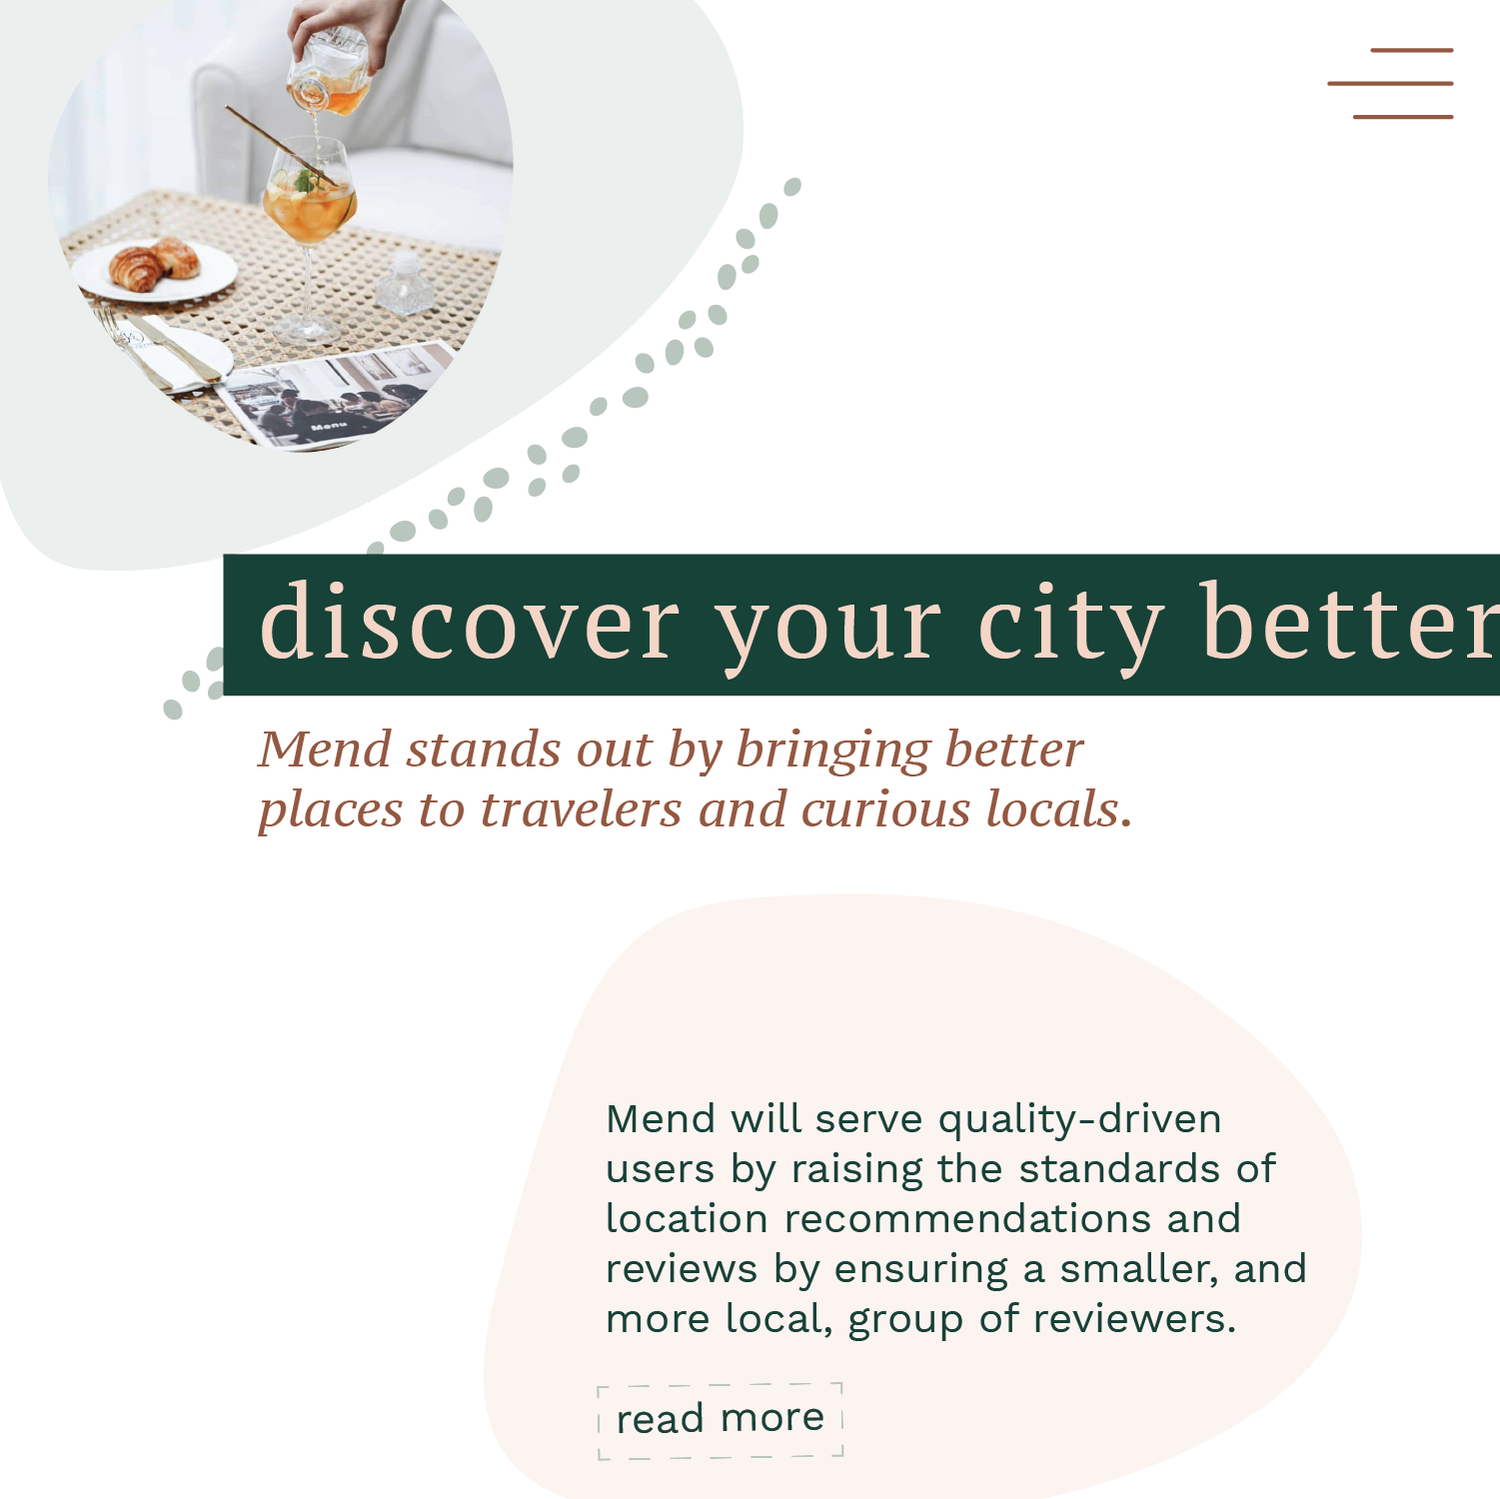 Menu
discover your city better
Mend stands out by bringing better
places to travelers and curious locals.
Mend will serve quality-driven
users by raising the standards of
location recommendations and
reviews by ensuring a smaller, and
more local, group of reviewers.
read more